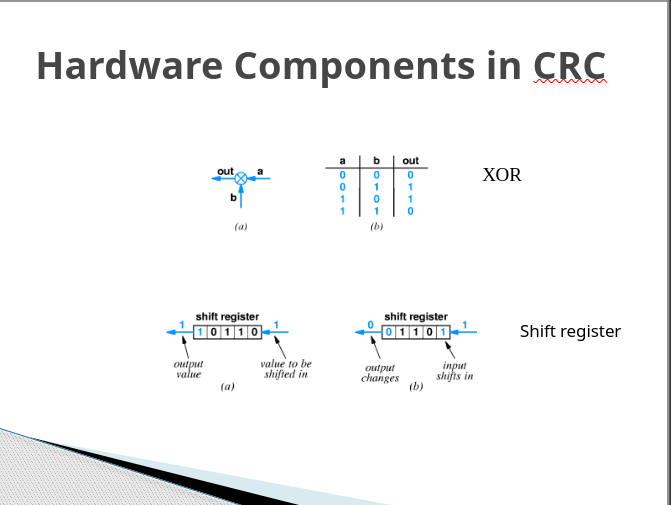 Hardware Components in CRC
out a
b
(a)
a b out
0 0 0
0 1 1
1 0 1
1 1 0
(b)
XOR
shift register
1 1 0 1 1 0 1
output value
value to be shifted in
(a)
shift register
0 0 1 1 0 1 1
output changes
input shifts in
(b)
Shift register